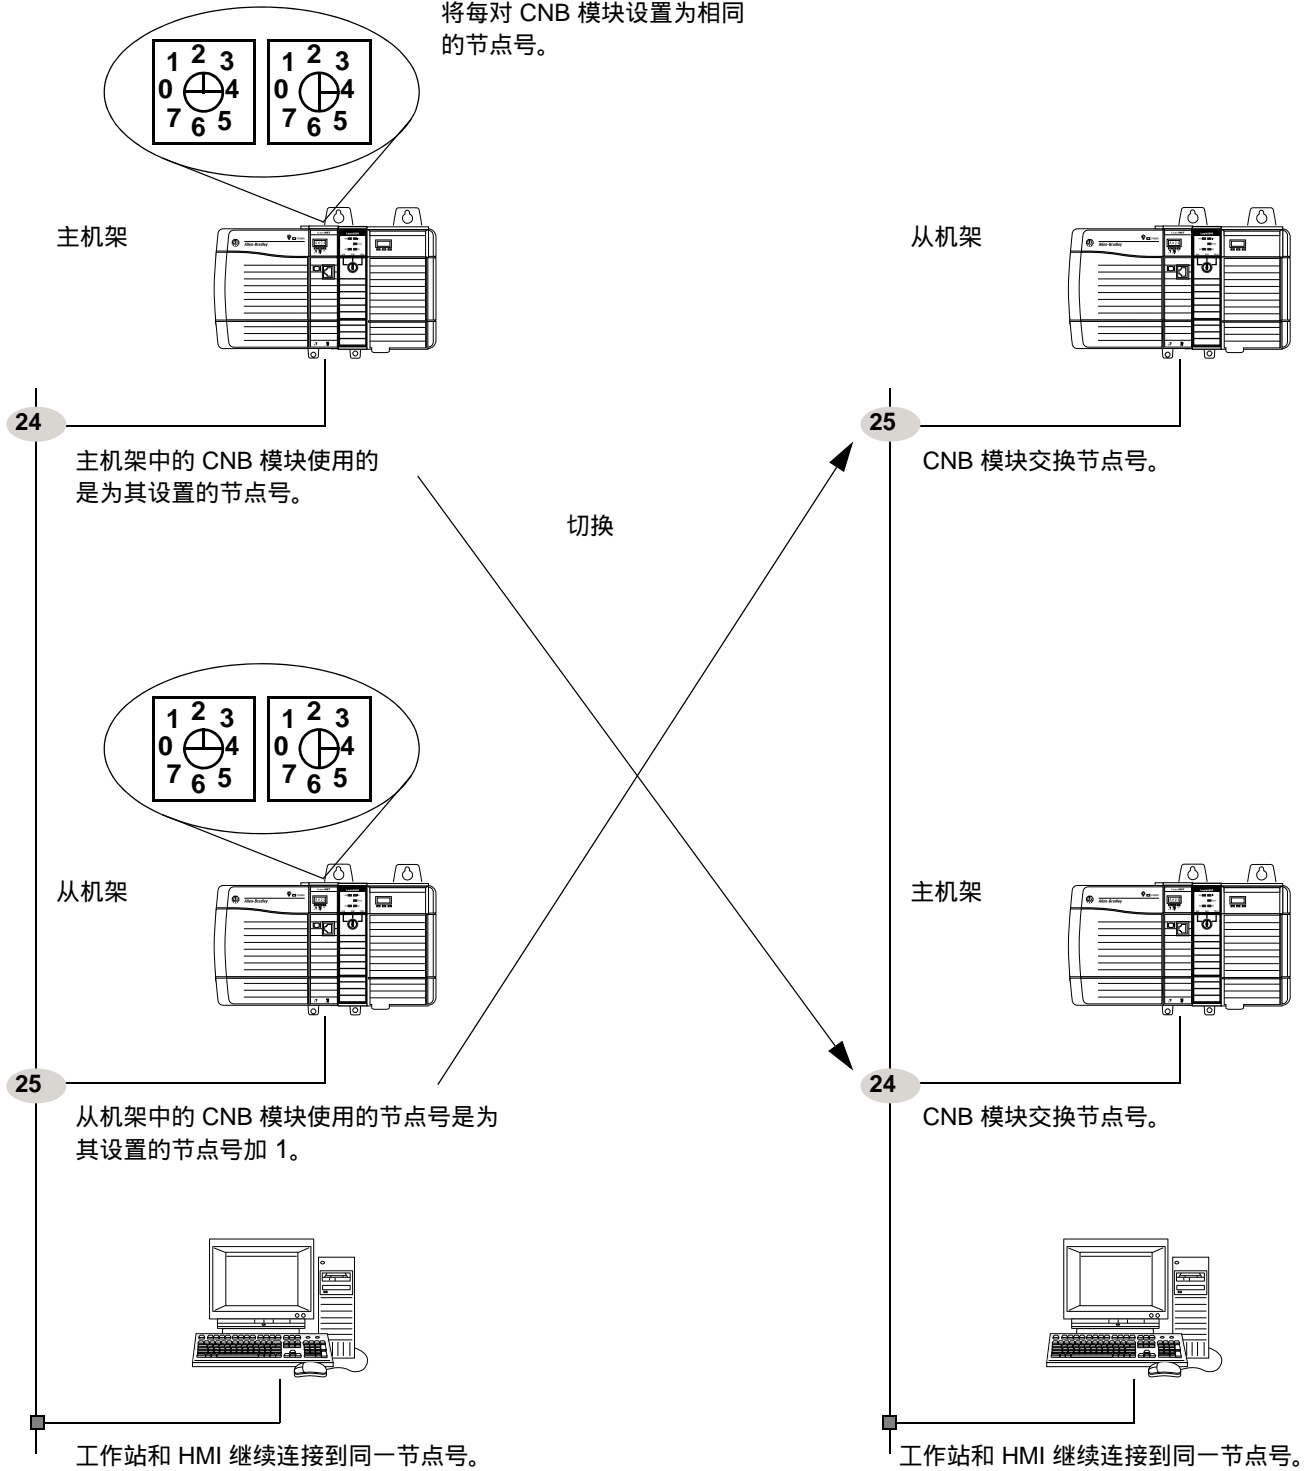 将每对 CNB 模块设置为相同
的节点号。
1 2 3
0 4
7 6 5
1 2 3
0 4
7 6 5
主机架
Allen-Bradley
从机架
Allen-Bradley
24
25
主机架中的 CNB 模块使用的
是为其设置的节点号。
CNB 模块交换节点号。
切换
1 2 3
0 4
7 6 5
1 2 3
0 4
7 6 5
从机架
Allen-Bradley
主机架
Allen-Bradley
25
24
从机架中的 CNB 模块使用的节点号是为
其设置的节点号加 1。
CNB 模块交换节点号。
工作站和 HMI 继续连接到同一节点号。
工作站和 HMI 继续连接到同一节点号。